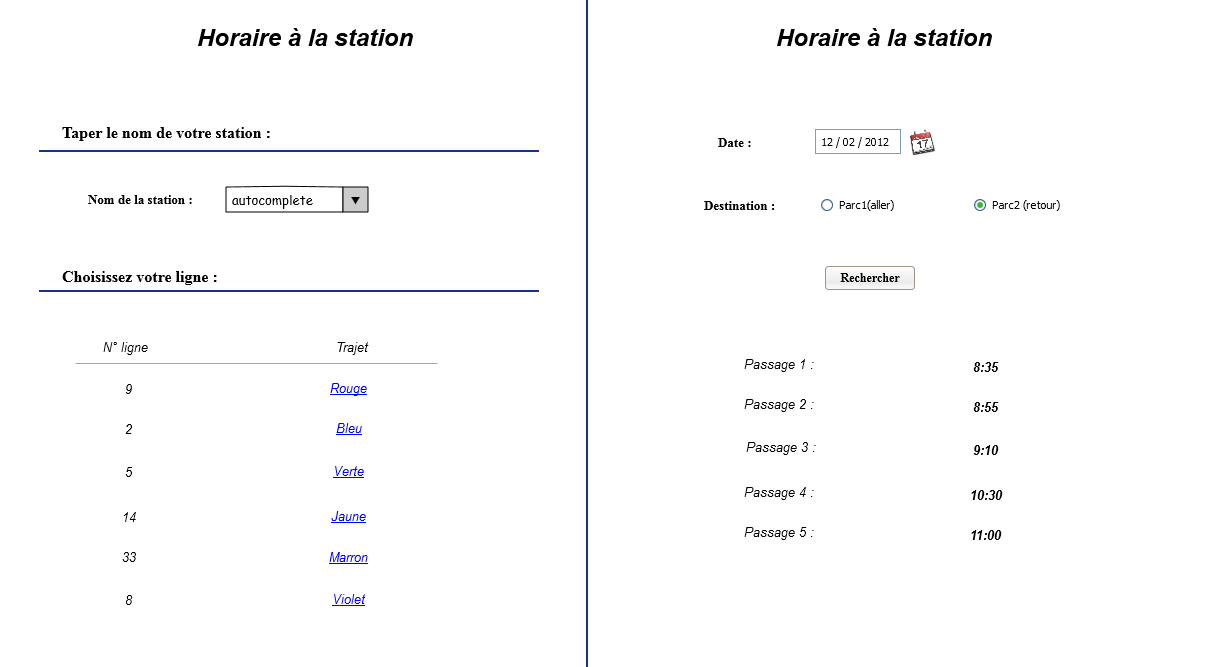 Horaire à la station
Taper le nom de votre station :
Nom de la station : autocomplete
Choisissez votre ligne :
N° ligne Trajet
9 Rouge
2 Bleu
5 Verte
14 Jaune
33 Marron
8 Violet
Horaire à la station
Date : 12 / 02 / 2012 17
Destination : Parc1(aller) Parc2 (retour)
Rechercher
Passage 1 : 8:35
Passage 2 : 8:55
Passage 3 : 9:10
Passage 4 : 10:30
Passage 5 : 11:00